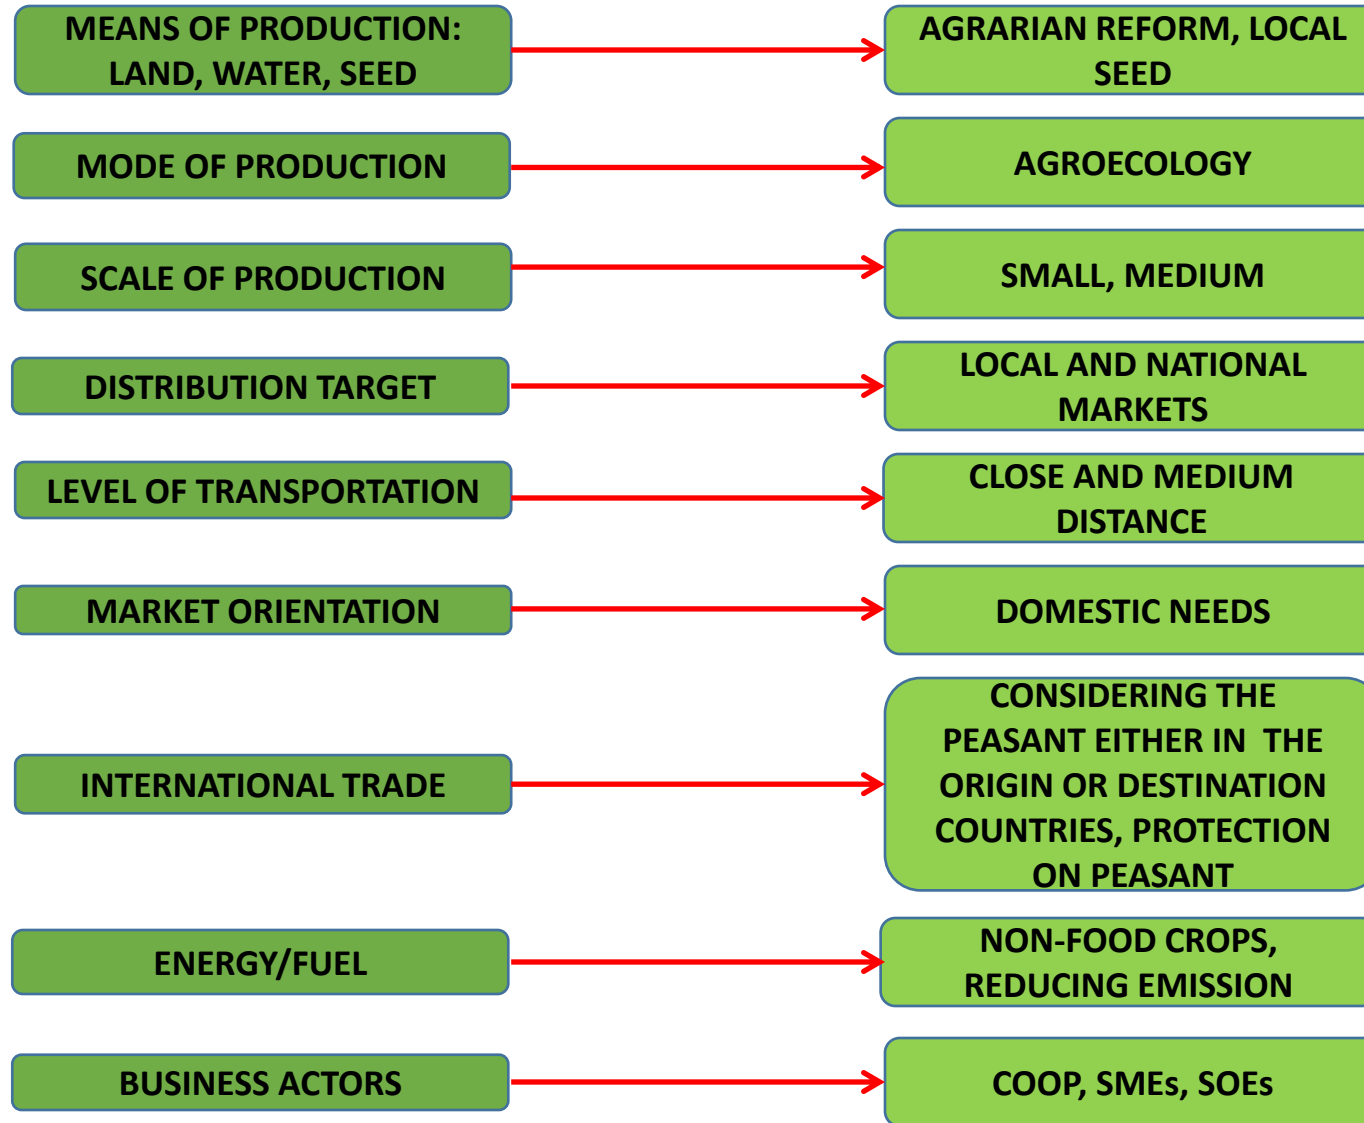 MEANS OF PRODUCTION:
LAND, WATER, SEED
AGRARIAN REFORM, LOCAL
SEED
MODE OF PRODUCTION
AGROECOLOGY
SCALE OF PRODUCTION
SMALL, MEDIUM
DISTRIBUTION TARGET
LOCAL AND NATIONAL
MARKETS
LEVEL OF TRANSPORTATION
CLOSE AND MEDIUM
DISTANCE
MARKET ORIENTATION
DOMESTIC NEEDS
INTERNATIONAL TRADE
CONSIDERING THE
PEASANT EITHER IN THE
ORIGIN OR DESTINATION
COUNTRIES, PROTECTION
ON PEASANT
ENERGY/FUEL
NON-FOOD CROPS,
REDUCING EMISSION
BUSINESS ACTORS
COOP, SMEs, SOEs